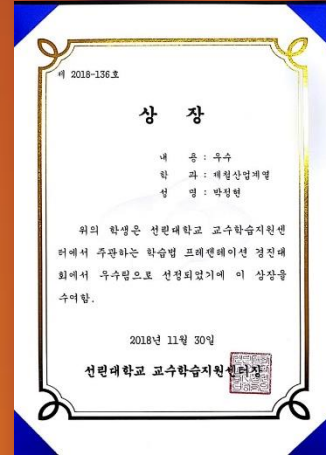 제 2018-136호
상 장
내 용 : 우수
학 과 : 제철산업계열
성 명 : 박정현
위의 학생은 선린대학교 교수학습지원센
터에서 주관하는 학습법 프레젠테이션 경진대
회에서 우수팀으로 선정되었기에 이 상장을
수여함.
2018년 11월 30일
선린대학교 교수학습지원센터장